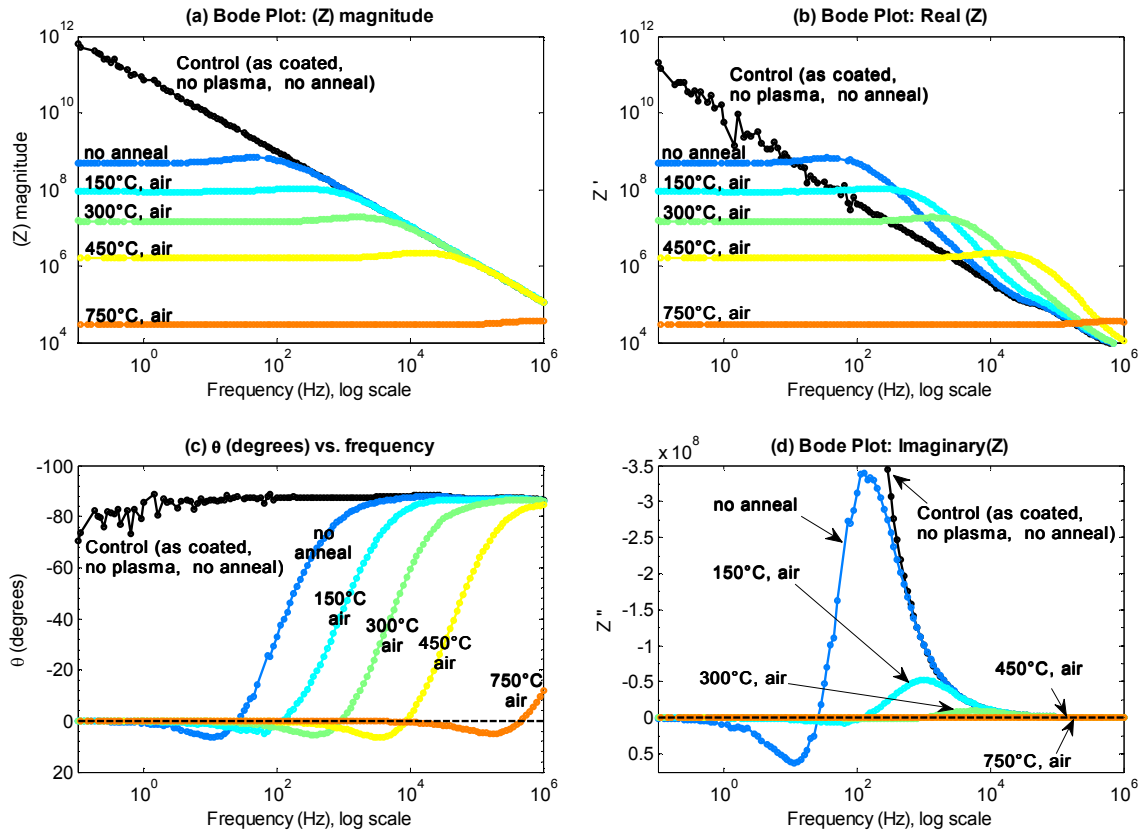 (a) Bode Plot: (Z) magnitude
(Z) magnitude
10^12
10^10
10^8
10^6
10^4
Control (as coated,
no plasma, no anneal)
no anneal
150°C, air
300°C, air
450°C, air
750°C, air
10^0
10^2
10^4
10^6
Frequency (Hz), log scale
(b) Bode Plot: Real (Z)
Z '
10^12
10^10
10^8
10^6
10^4
Control (as coated,
no plasma, no anneal)
no anneal
150°C, air
300°C, air
450°C, air
750°C, air
10^0
10^2
10^4
10^6
Frequency (Hz), log scale
(c) θ (degrees) vs. frequency
θ (degrees)
-100
-80
-60
-40
-20
0
20
Control (as coated,
no plasma, no anneal)
no
anneal
150°C
air
300°C
air
450°C
air
750°C
air
10^0
10^2
10^4
10^6
Frequency (Hz), log scale
(d) Bode Plot: Imaginary(Z)
x 10^8
Z "
-3.5
-3
-2.5
-2
-1.5
-1
-0.5
0
0.5
no anneal
Control (as coated,
no plasma, no anneal)
150°C, air
300°C, air
450°C, air
750°C, air
10^0
10^2
10^4
10^6
Frequency (Hz), log scale